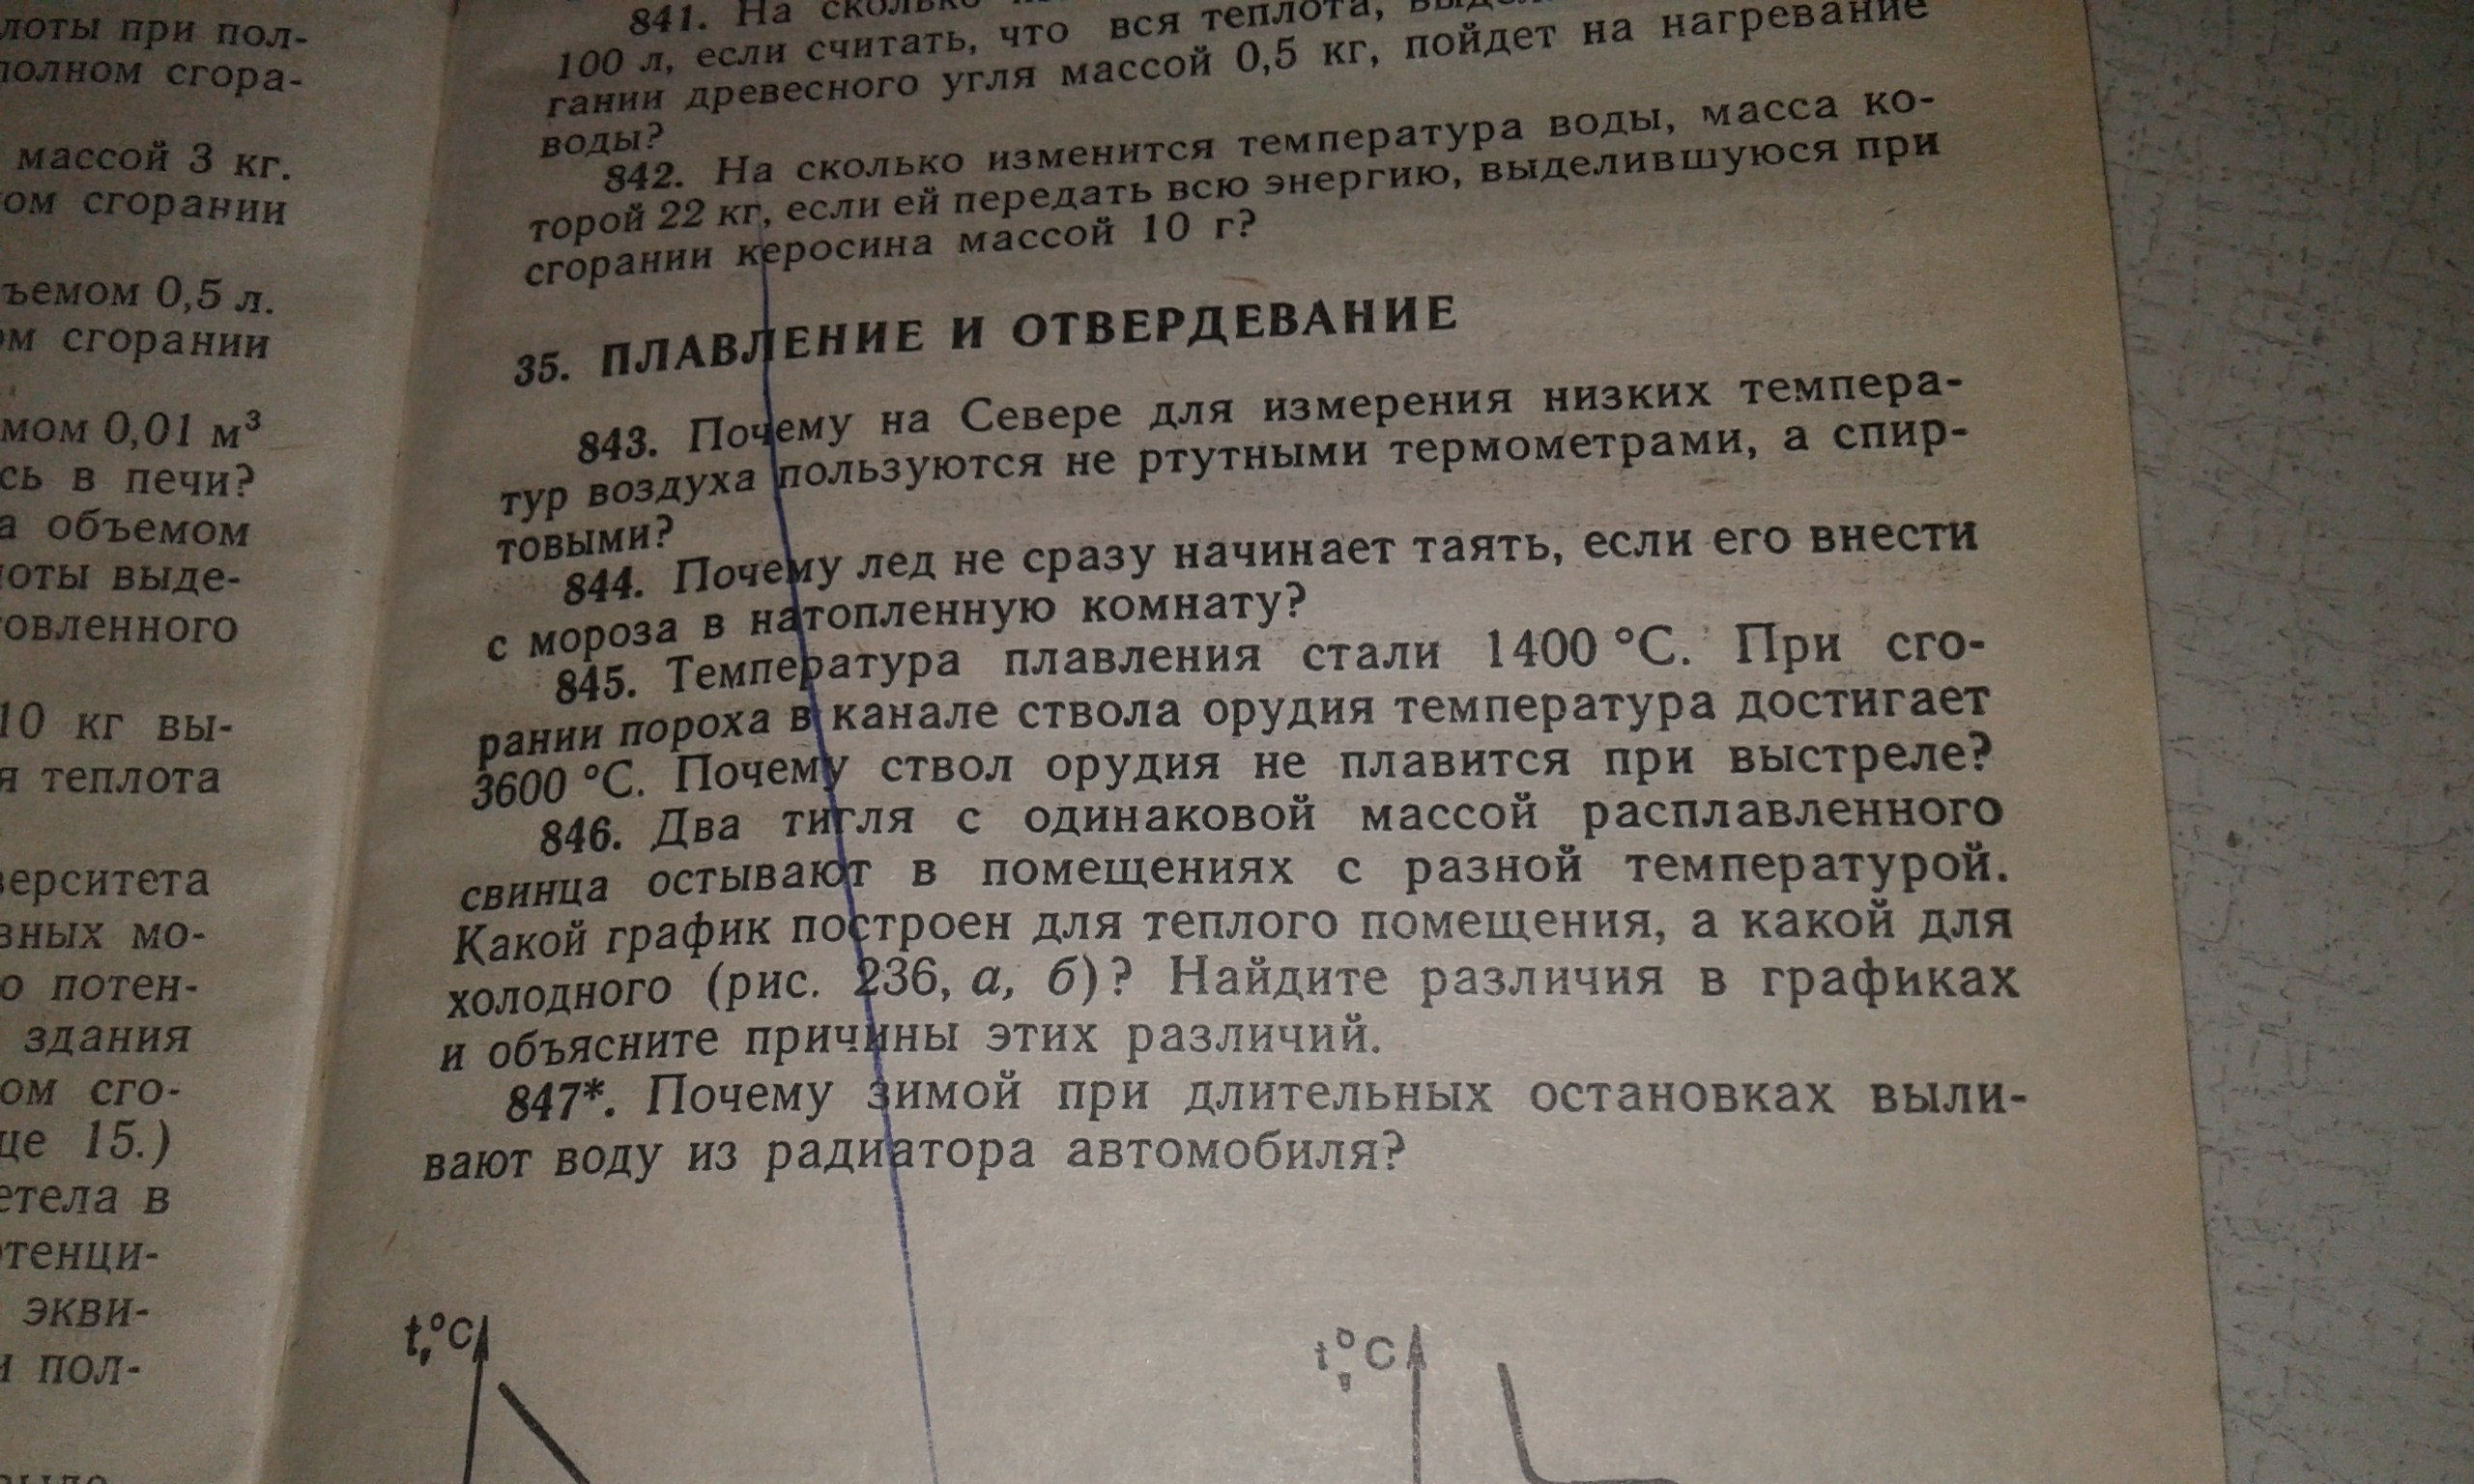 лоты при пол-
полном сгора-
массой 3 кг.
ом сгорании
ъемом 0,5 л.
ом сгорании
мом 0,01 м³
сь в печи?
а объемом
лоты выде-
овленного
10 кг вы-
я теплота
верситета
вных мо-
о потен-
здания
ом сго-
це 15.)
етела в
отенци-
экви-
и пол-
841. На сколько
100 л, если считать, что вся теплота,
гании древесного угля массой 0,5 кг, пойдет на нагревание
воды?
842. На сколько изменится температура воды, масса ко-
торой 22 кг, если ей передать всю энергию, выделившуюся при
сгорании керосина массой 10 г?
35. ПЛАВЛЕНИЕ И ОТВЕРДЕВАНИЕ
843. Почему на Севере для измерения низких темпера-
тур воздуха пользуются не ртутными термометрами, а спир-
товыми?
844. Почему лед не сразу начинает таять, если его внести
с мороза в натопленную комнату?
845. Температура плавления стали 1400 °С. При сго-
рании пороха в канале ствола орудия температура достигает
3600 °С. Почему ствол орудия не плавится при выстреле?
846. Два тигля с одинаковой массой расплавленного
свинца остывают в помещениях с разной температурой.
Какой график построен для теплого помещения, а какой для
холодного (рис. 236, а, б)? Найдите различия в графиках
и объясните причины этих различий.
847*. Почему зимой при длительных остановках выли-
вают воду из радиатора автомобиля?
t,°C
t,°C